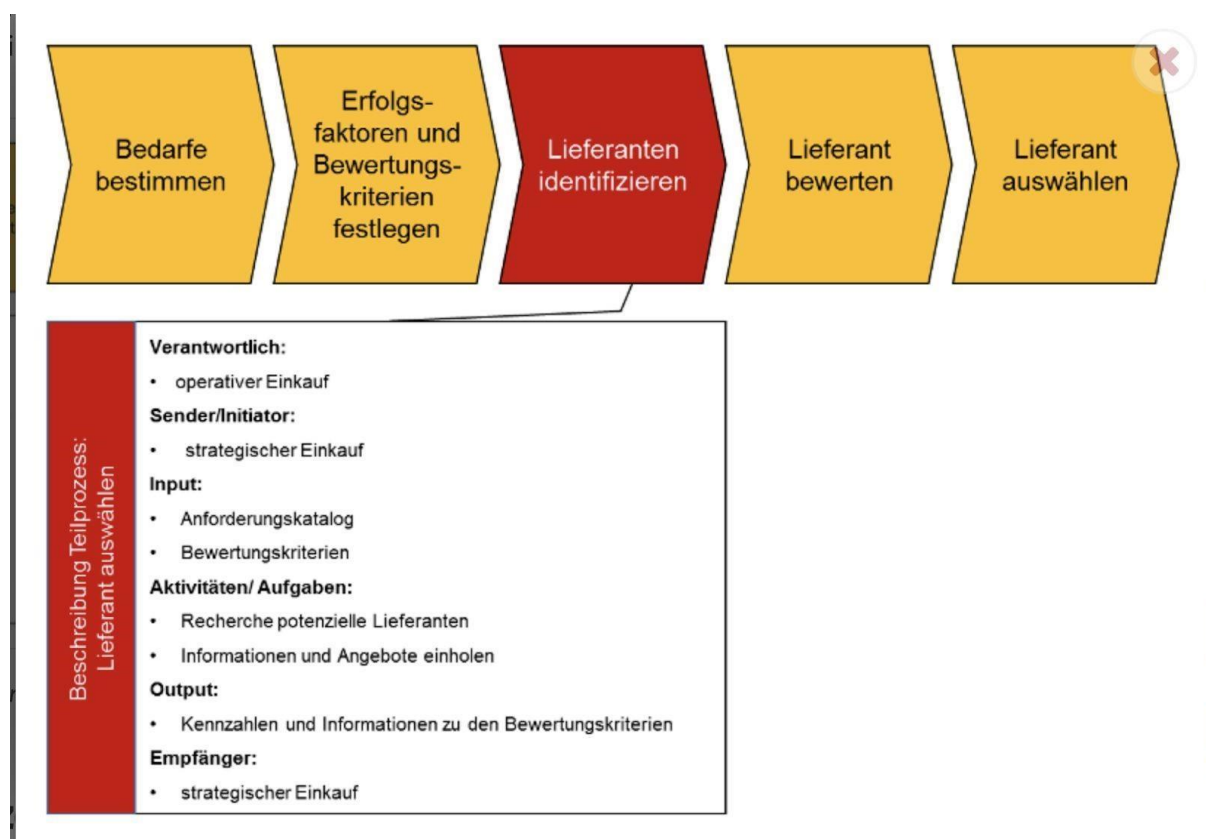 Bedarfe
bestimmen
Erfolgs-
faktoren und
Bewertungs-
kriterien
festlegen
Lieferanten
identifizieren
Lieferant
bewerten
Lieferant
auswählen
Beschreibung Teilprozess:
Lieferant auswählen
Verantwortlich:
• operativer Einkauf
Sender/Initiator:
• strategischer Einkauf
Input:
• Anforderungskatalog
• Bewertungskriterien
Aktivitäten/ Aufgaben:
• Recherche potenzielle Lieferanten
• Informationen und Angebote einholen
Output:
• Kennzahlen und Informationen zu den Bewertungskriterien
Empfänger:
• strategischer Einkauf